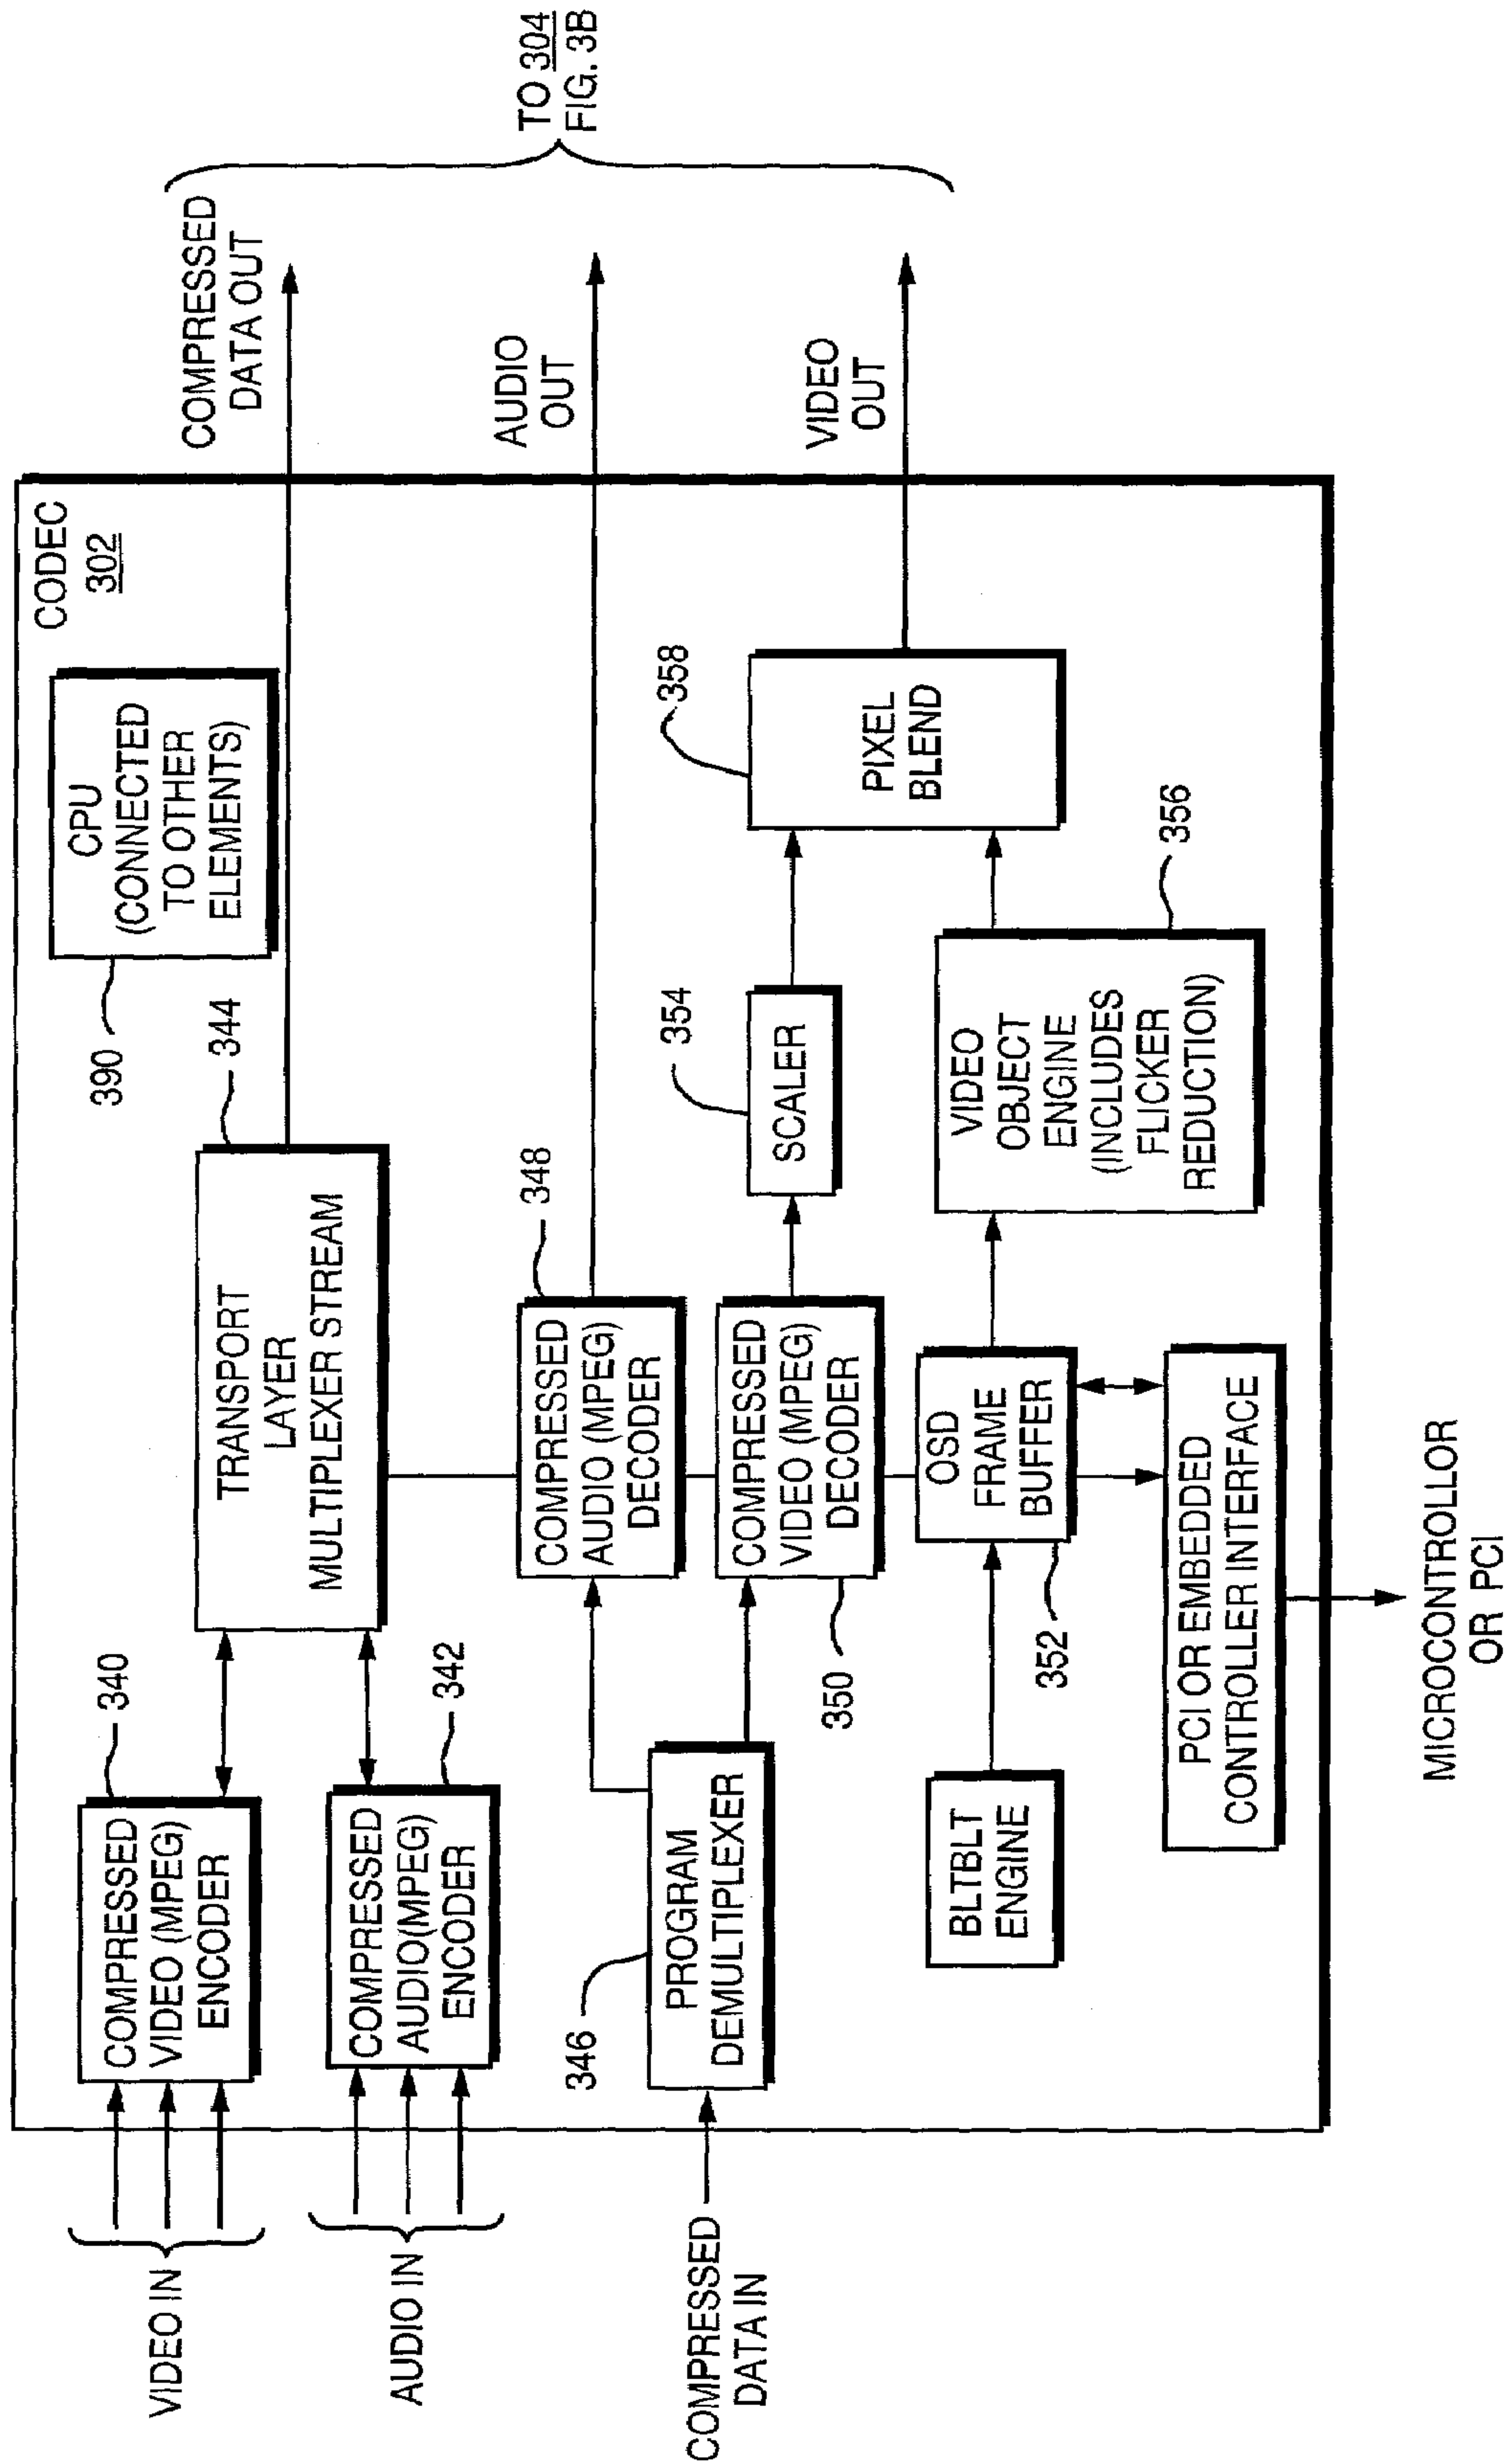 CODEC
302
CPU
(CONNECTED
TO OTHER
ELEMENTS)
390
COMPRESSED
DATA OUT
TO 304
FIG. 3B
VIDEO IN
COMPRESSED
VIDEO (MPEG)
ENCODER
340
TRANSPORT
LAYER
MULTIPLEXER STREAM
344
AUDIO IN
COMPRESSED
AUDIO(MPEG)
ENCODER
342
COMPRESSED
AUDIO (MPEG)
DECODER
348
AUDIO
OUT
COMPRESSED
DATA IN
346
PROGRAM
DEMULTIPLEXER
COMPRESSED
VIDEO (MPEG)
DECODER
350
354
SCALER
358
PIXEL
BLEND
VIDEO
OUT
BLTBLT
ENGINE
OSD
FRAME
BUFFER
352
VIDEO
OBJECT
ENGINE
(INCLUDES
FLICKER
REDUCTION)
356
PCI OR EMBEDDED
CONTROLLER INTERFACE
MICROCONTROLLOR
OR PCI